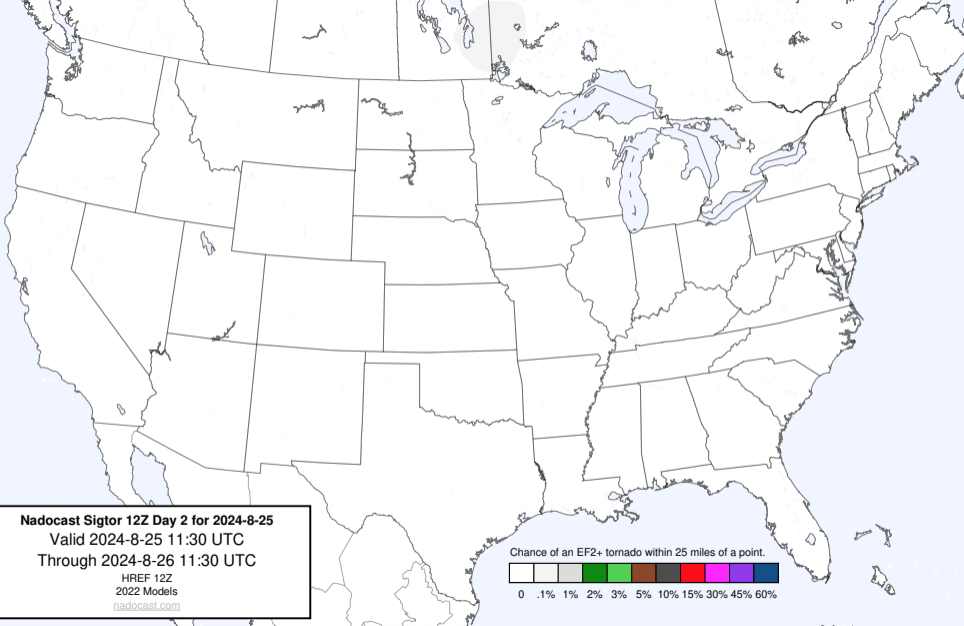 Nadocast Sigtor 12Z Day 2 for 2024-8-25
Valid 2024-8-25 11:30 UTC
Through 2024-8-26 11:30 UTC
HREF 12Z
2022 Models
nadocast.com
Chance of an EF2+ tornado within 25 miles of a point.
0 .1% 1% 2% 3% 5% 10% 15% 30% 45% 60%